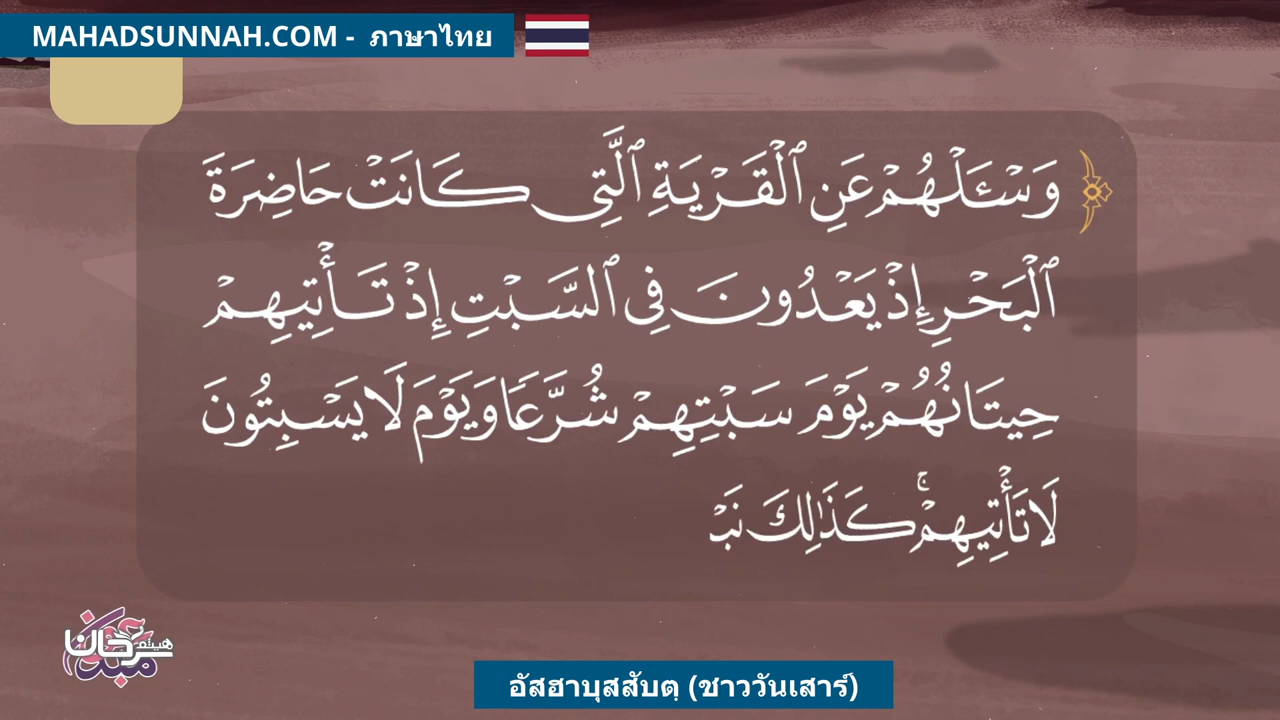 MAHADSUNNAH.COM - ภาษาไทย
وَسْـَٔلْهُمْ عَنِ ٱلْقَرْيَةِ ٱلَّتِى كَانَتْ حَاضِرَةَ
ٱلْبَحْرِ إِذْ يَعْدُونَ فِى ٱلسَّبْتِ إِذْ تَأْتِيهِمْ
حِيتَانُهُمْ يَوْمَ سَبْتِهِمْ شُرَّعًا وَيَوْمَ لَا يَسْبِتُونَ
لَا تَأْتِيهِمْ ۚ كَذَٰلِكَ نَبْ
هيثم
سرحان
อัสฮาบุสสับตฺ (ชาววันเสาร์)